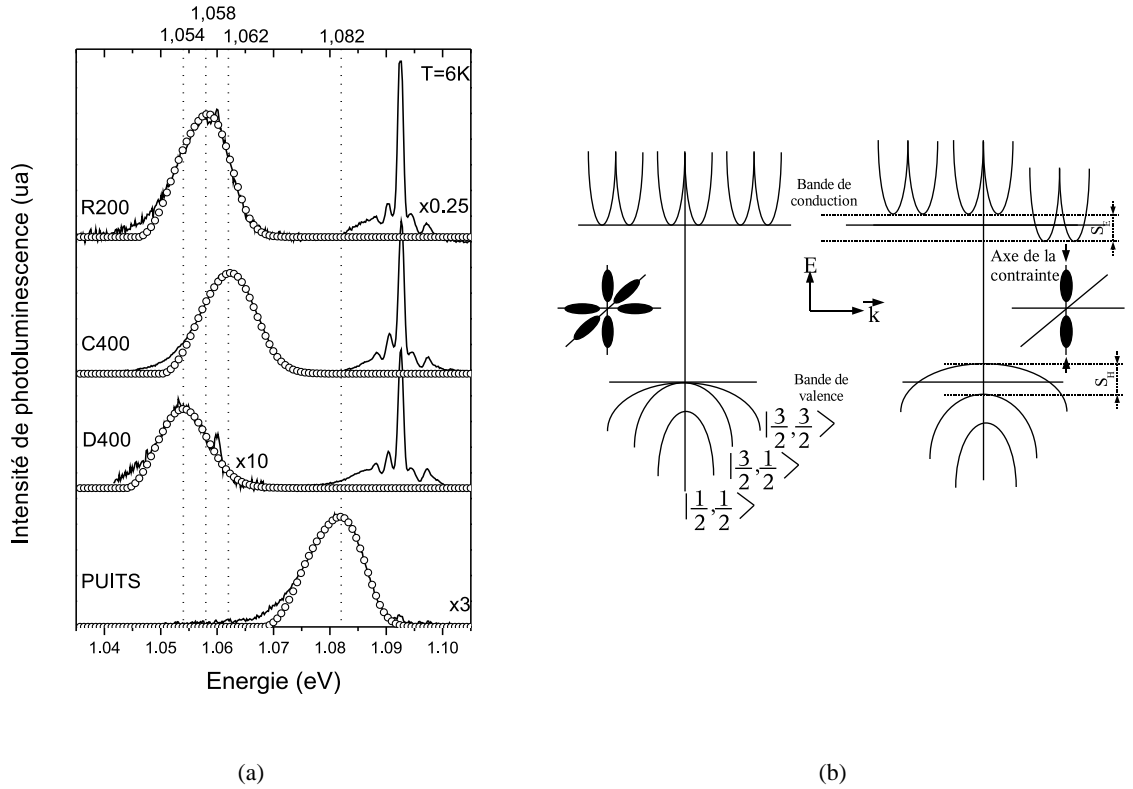 1,058
1,054 1,062 1,082
T=6K
R200
x0.25
C400
D400
x10
PUITS
x3
1.04 1.05 1.06 1.07 1.08 1.09 1.10
Energie (eV)
Intensité de photoluminescence (ua)
(a)
Bande de
conduction
S_E
Axe de la
contrainte
E
k
Bande de
valence
S_H
|3/2,3/2>
|3/2,1/2>
|1/2,1/2>
(b)